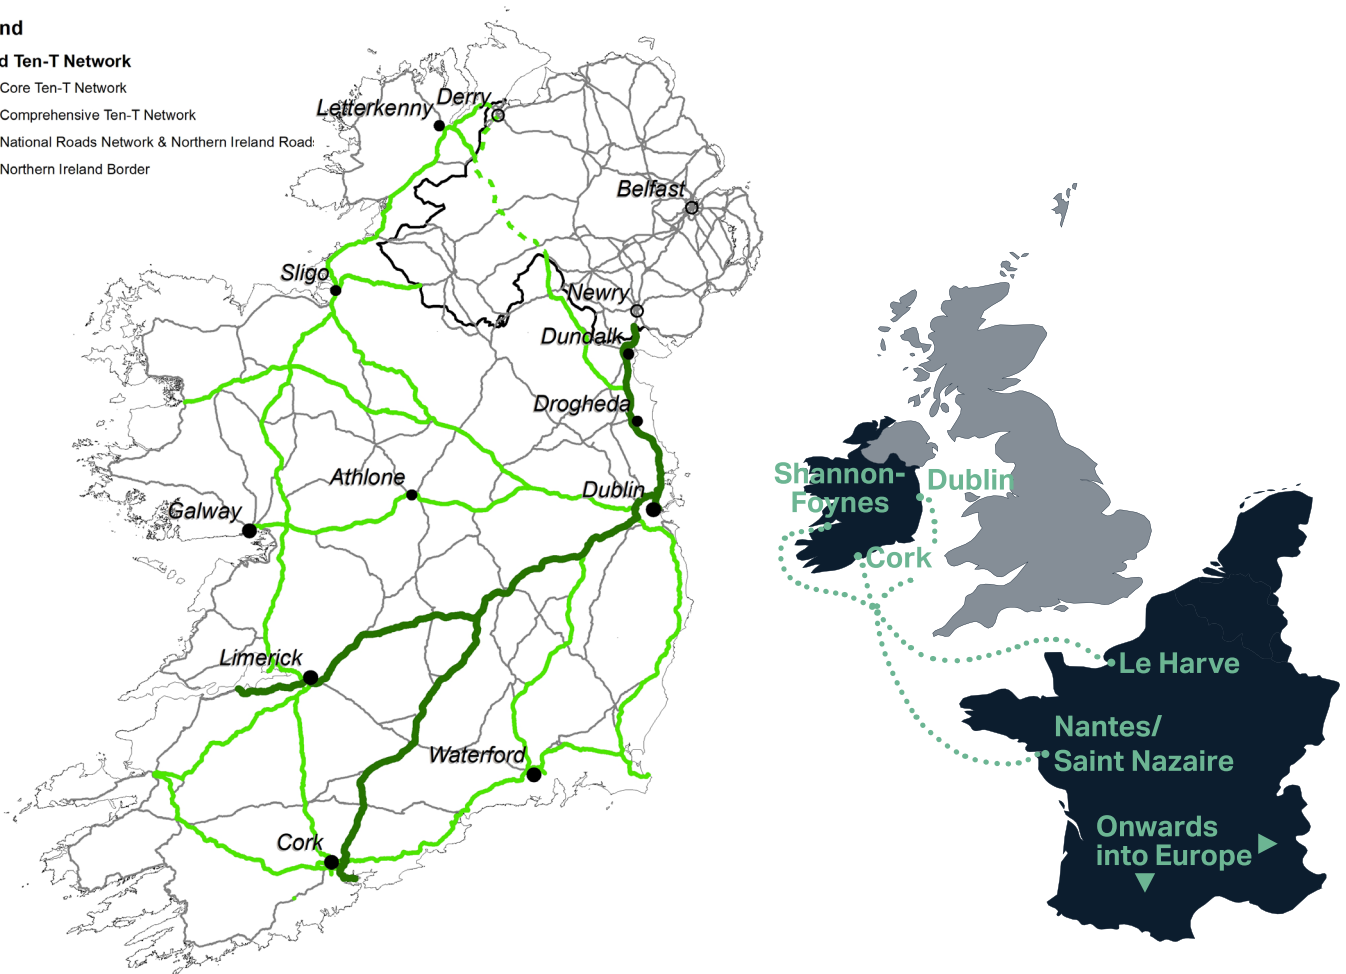 nd
d Ten-T Network
Core Ten-T Network
Comprehensive Ten-T Network
National Roads Network & Northern Ireland Roads
Northern Ireland Border
Derry
Letterkenny
Belfast
Sligo
Newry
Dundalk
Drogheda
Athlone
Dublin
Galway
Limerick
Waterford
Cork
Shannon-
Foynes
Dublin
Cork
Le Harve
Nantes/
Saint Nazaire
Onwards
into Europe